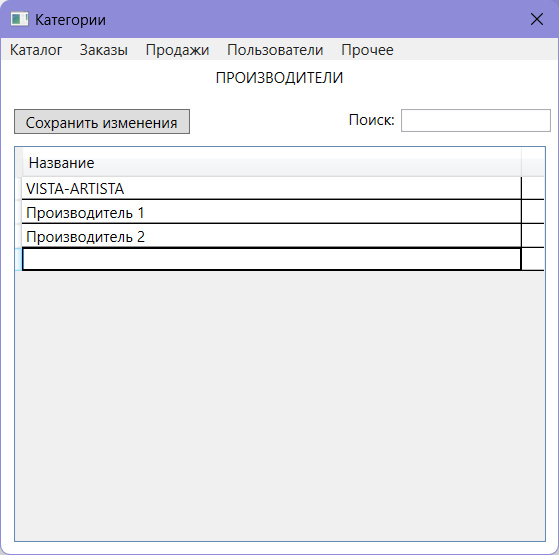 Категории
Каталог Заказы Продажи Пользователи Прочее
ПРОИЗВОДИТЕЛИ
Сохранить изменения Поиск:
Название
VISTA-ARTISTA
Производитель 1
Производитель 2